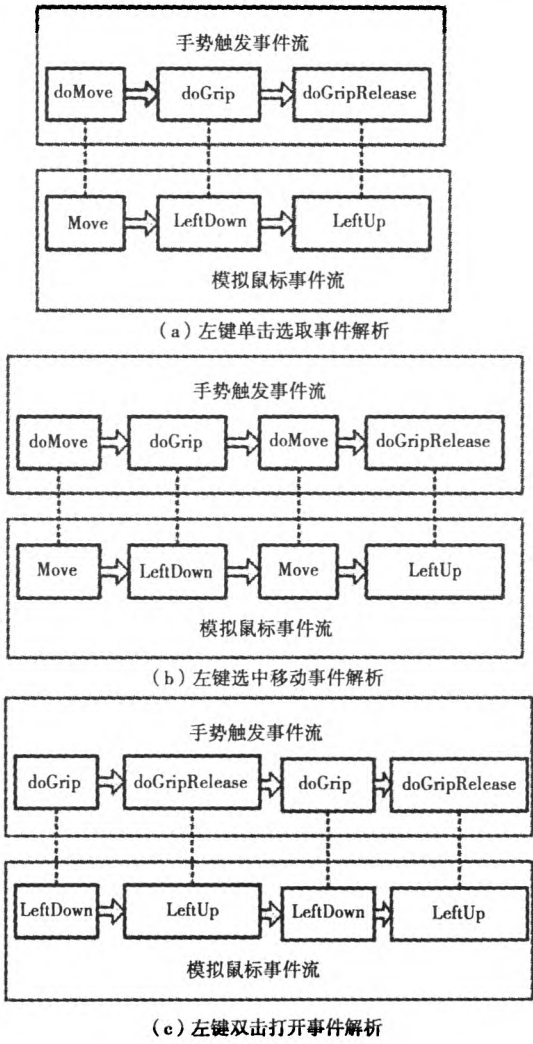 手势触发事件流
doMove doGrip doGripRelease
Move LeftDown LeftUp
模拟鼠标事件流
(a)左键单击选取事件解析
手势触发事件流
doMove doGrip doMove doGripRelease
Move LeftDown Move LeftUp
模拟鼠标事件流
(b)左键选中移动事件解析
手势触发事件流
doGrip doGripRelease doGrip doGripRelease
LeftDown LeftUp LeftDown LeftUp
模拟鼠标事件流
(c)左键双击打开事件解析